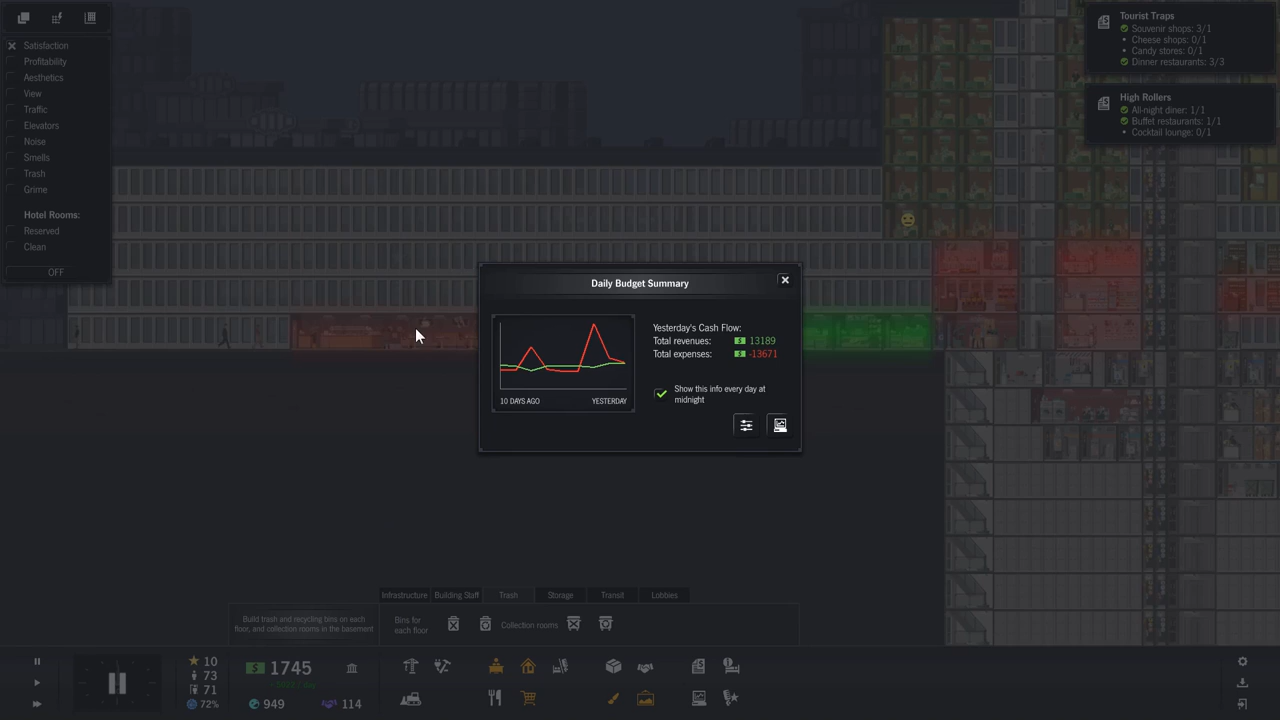 Satisfaction
Profitability
Aesthetics
View
Traffic
Elevators
Noise
Smells
Trash
Grime
Hotel Rooms:
Reserved
Clean
OFF
Tourist Traps
Souvenir shops: 3/1
Cheese shops: 0/1
Candy stores: 0/1
Dinner restaurants: 3/3
High Rollers
All-night diner: 1/1
Buffet restaurants: 1/1
Cocktail lounge: 0/1
Daily Budget Summary
Yesterday's Cash Flow:
Total revenues: 13189
Total expenses: -13671
Show this info every day at
midnight
10 DAYS AGO YESTERDAY
Infrastructure Building Staff Trash Storage Transit Lobbies
Build trash and recycling bins on each
floor, and collection rooms in the basement
Bins for
each floor
Collection rooms
10
73
71
72%
1745
949 114